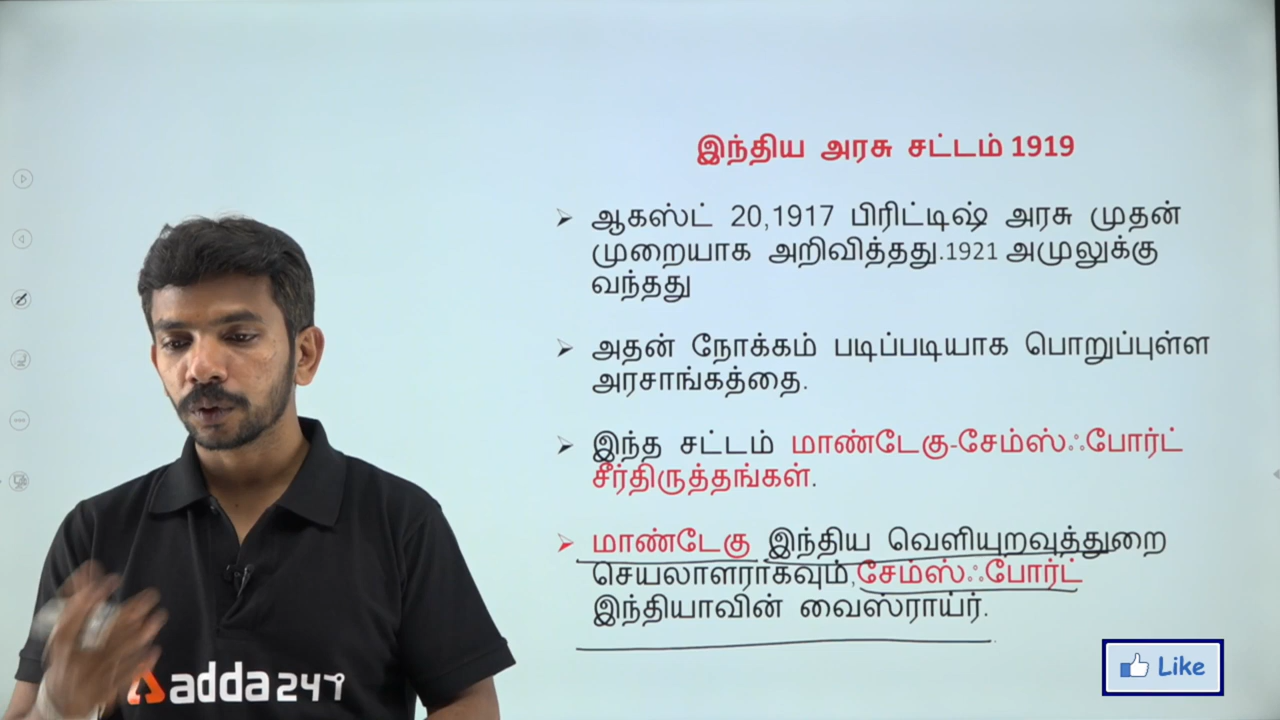 இந்திய அரசு சட்டம் 1919
ஆகஸ்ட் 20,1917 பிரிட்டிஷ் அரசு முதன்
முறையாக அறிவித்தது.1921 அமுலுக்கு
வந்தது
அதன் நோக்கம் படிப்படியாக பொறுப்புள்ள
அரசாங்கத்தை.
இந்த சட்டம் மாண்டேகு-சேம்ஸ்ஃபோர்ட்
சீர்திருத்தங்கள்.
மாண்டேகு இந்திய வெளியுறவுத்துறை
செயலாளராகவும்,சேம்ஸ்ஃபோர்ட்
இந்தியாவின் வைஸ்ராய்ர்.
adda247
Like